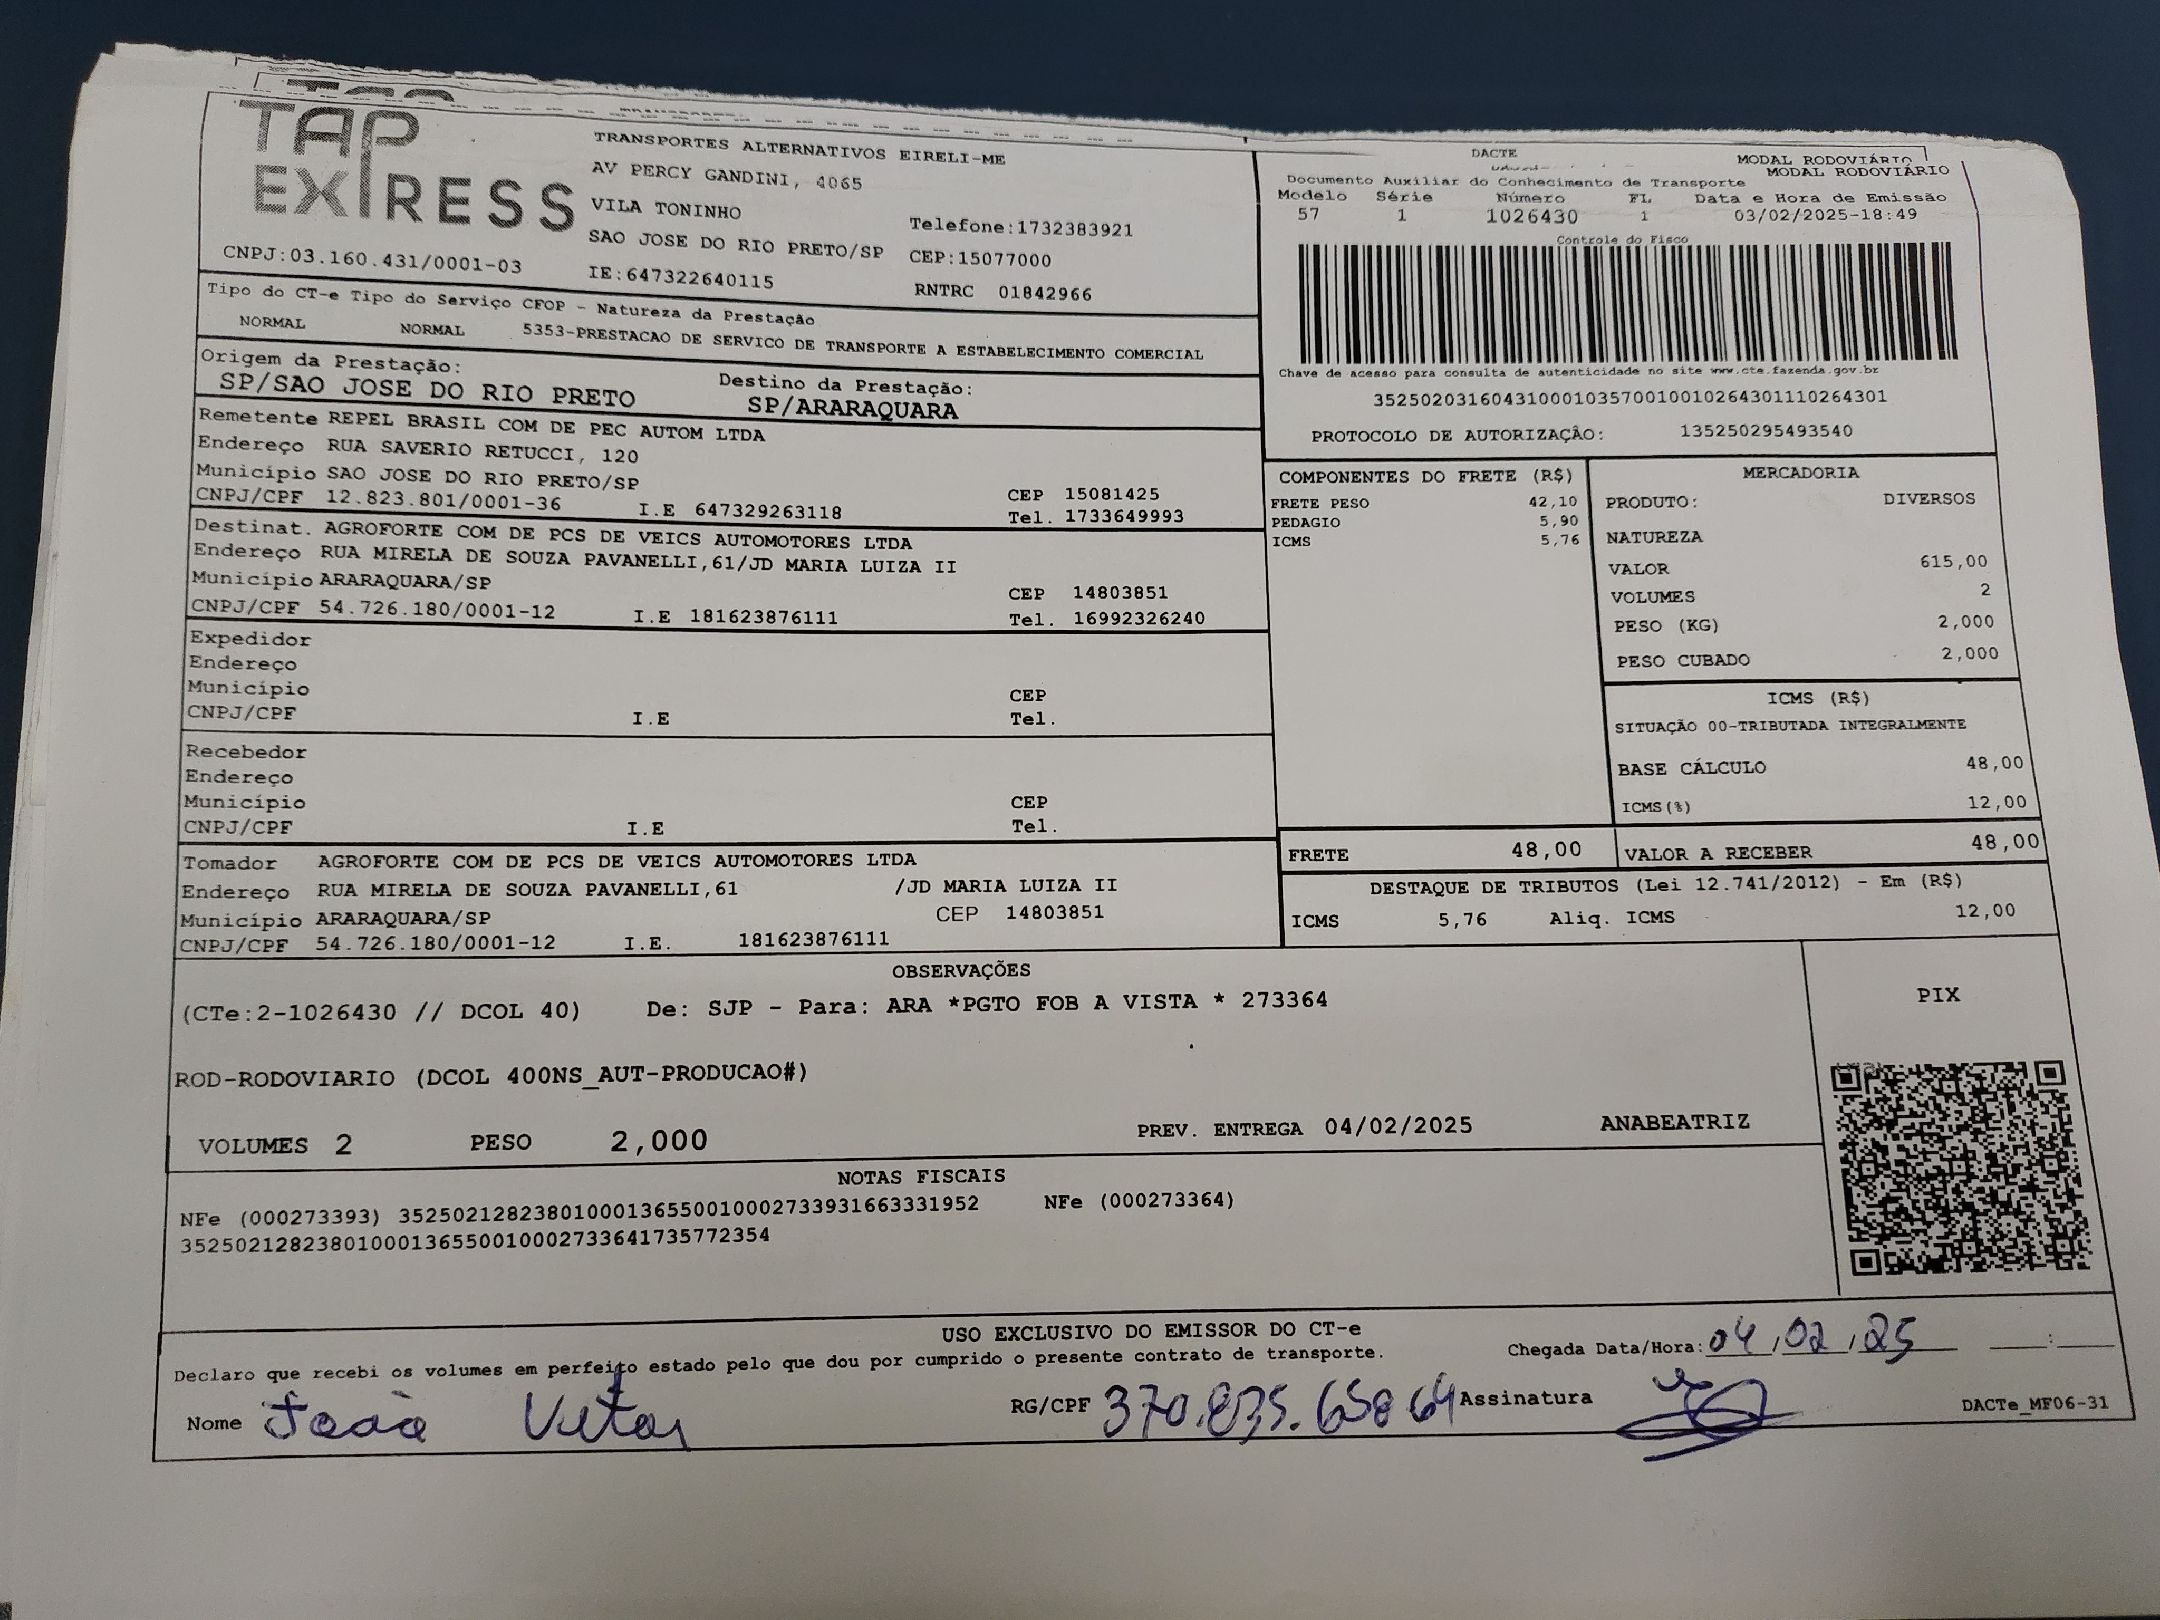 TAP
EXPRESS
TRANSPORTES ALTERNATIVOS EIRELI-ME
AV PERCY GANDINI, 4065
VILA TONINHO
Telefone:1732383921
SAO JOSE DO RIO PRETO/SP CEP:15077000
CNPJ:03.160.431/0001-03 IE:647322640115 RNTRC 01842966
DACTE
MODAL RODOVIÁRIO
MODAL RODOVIÁRIO
Documento Auxiliar do Conhecimento de Transporte
Modelo Série Número FL Data e Hora de Emissão
57 1 1026430 1 03/02/2025-18:49
Controle do Fisco
Chave de acesso para consulta de autenticidade no site www.cte.fazenda.gov.br
35250203160431000103570010010264301110264301
PROTOCOLO DE AUTORIZAÇÂO: 135250295493540
Tipo do CT-e Tipo do Serviço CFOP - Natureza da Prestação
NORMAL NORMAL 5353-PRESTACAO DE SERVICO DE TRANSPORTE A ESTABELECIMENTO COMERCIAL
Origem da Prestação: Destino da Prestação:
SP/SAO JOSE DO RIO PRETO SP/ARARAQUARA
Remetente REPEL BRASIL COM DE PEC AUTOM LTDA
Endereço RUA SAVERIO RETUCCI, 120
Município SAO JOSE DO RIO PRETO/SP CEP 15081425
CNPJ/CPF 12.823.801/0001-36 I.E 647329263118 Tel. 1733649993
Destinat. AGROFORTE COM DE PCS DE VEICS AUTOMOTORES LTDA
Endereço RUA MIRELA DE SOUZA PAVANELLI,61/JD MARIA LUIZA II
Município ARARAQUARA/SP CEP 14803851
CNPJ/CPF 54.726.180/0001-12 I.E 181623876111 Tel. 16992326240
Expedidor
Endereço
Município CEP
CNPJ/CPF I.E Tel.
Recebedor
Endereço
Município CEP
CNPJ/CPF I.E Tel.
Tomador AGROFORTE COM DE PCS DE VEICS AUTOMOTORES LTDA
Endereço RUA MIRELA DE SOUZA PAVANELLI,61 /JD MARIA LUIZA II
Município ARARAQUARA/SP CEP 14803851
CNPJ/CPF 54.726.180/0001-12 I.E. 181623876111
COMPONENTES DO FRETE (R$)
FRETE PESO 42,10
PEDAGIO 5,90
ICMS 5,76
MERCADORIA
PRODUTO: DIVERSOS
NATUREZA
VALOR 615,00
VOLUMES 2
PESO (KG) 2,000
PESO CUBADO 2,000
ICMS (R$)
SITUAÇÃO 00-TRIBUTADA INTEGRALMENTE
BASE CÁLCULO 48,00
ICMS(%) 12,00
FRETE 48,00 VALOR A RECEBER 48,00
DESTAQUE DE TRIBUTOS (Lei 12.741/2012) - Em (R$)
ICMS 5,76 Aliq. ICMS 12,00
OBSERVAÇÕES
(CTe:2-1026430 // DCOL 40) De: SJP - Para: ARA *PGTO FOB A VISTA * 273364
PIX
ROD-RODOVIARIO (DCOL 400NS_AUT-PRODUCAO#)
VOLUMES 2 PESO 2,000 PREV. ENTREGA 04/02/2025 ANABEATRIZ
NOTAS FISCAIS
NFe (000273393) 35250212823801000136550010002733931663331952 NFe (000273364)
35250212823801000136550010002733641735772354
USO EXCLUSIVO DO EMISSOR DO CT-e
Declaro que recebi os volumes em perfeito estado pelo que dou por cumprido o presente contrato de transporte. Chegada Data/Hora: 04,02,25 :
Nome João Vitor RG/CPF 370.835.658 64 Assinatura
DACTe_MF06-31